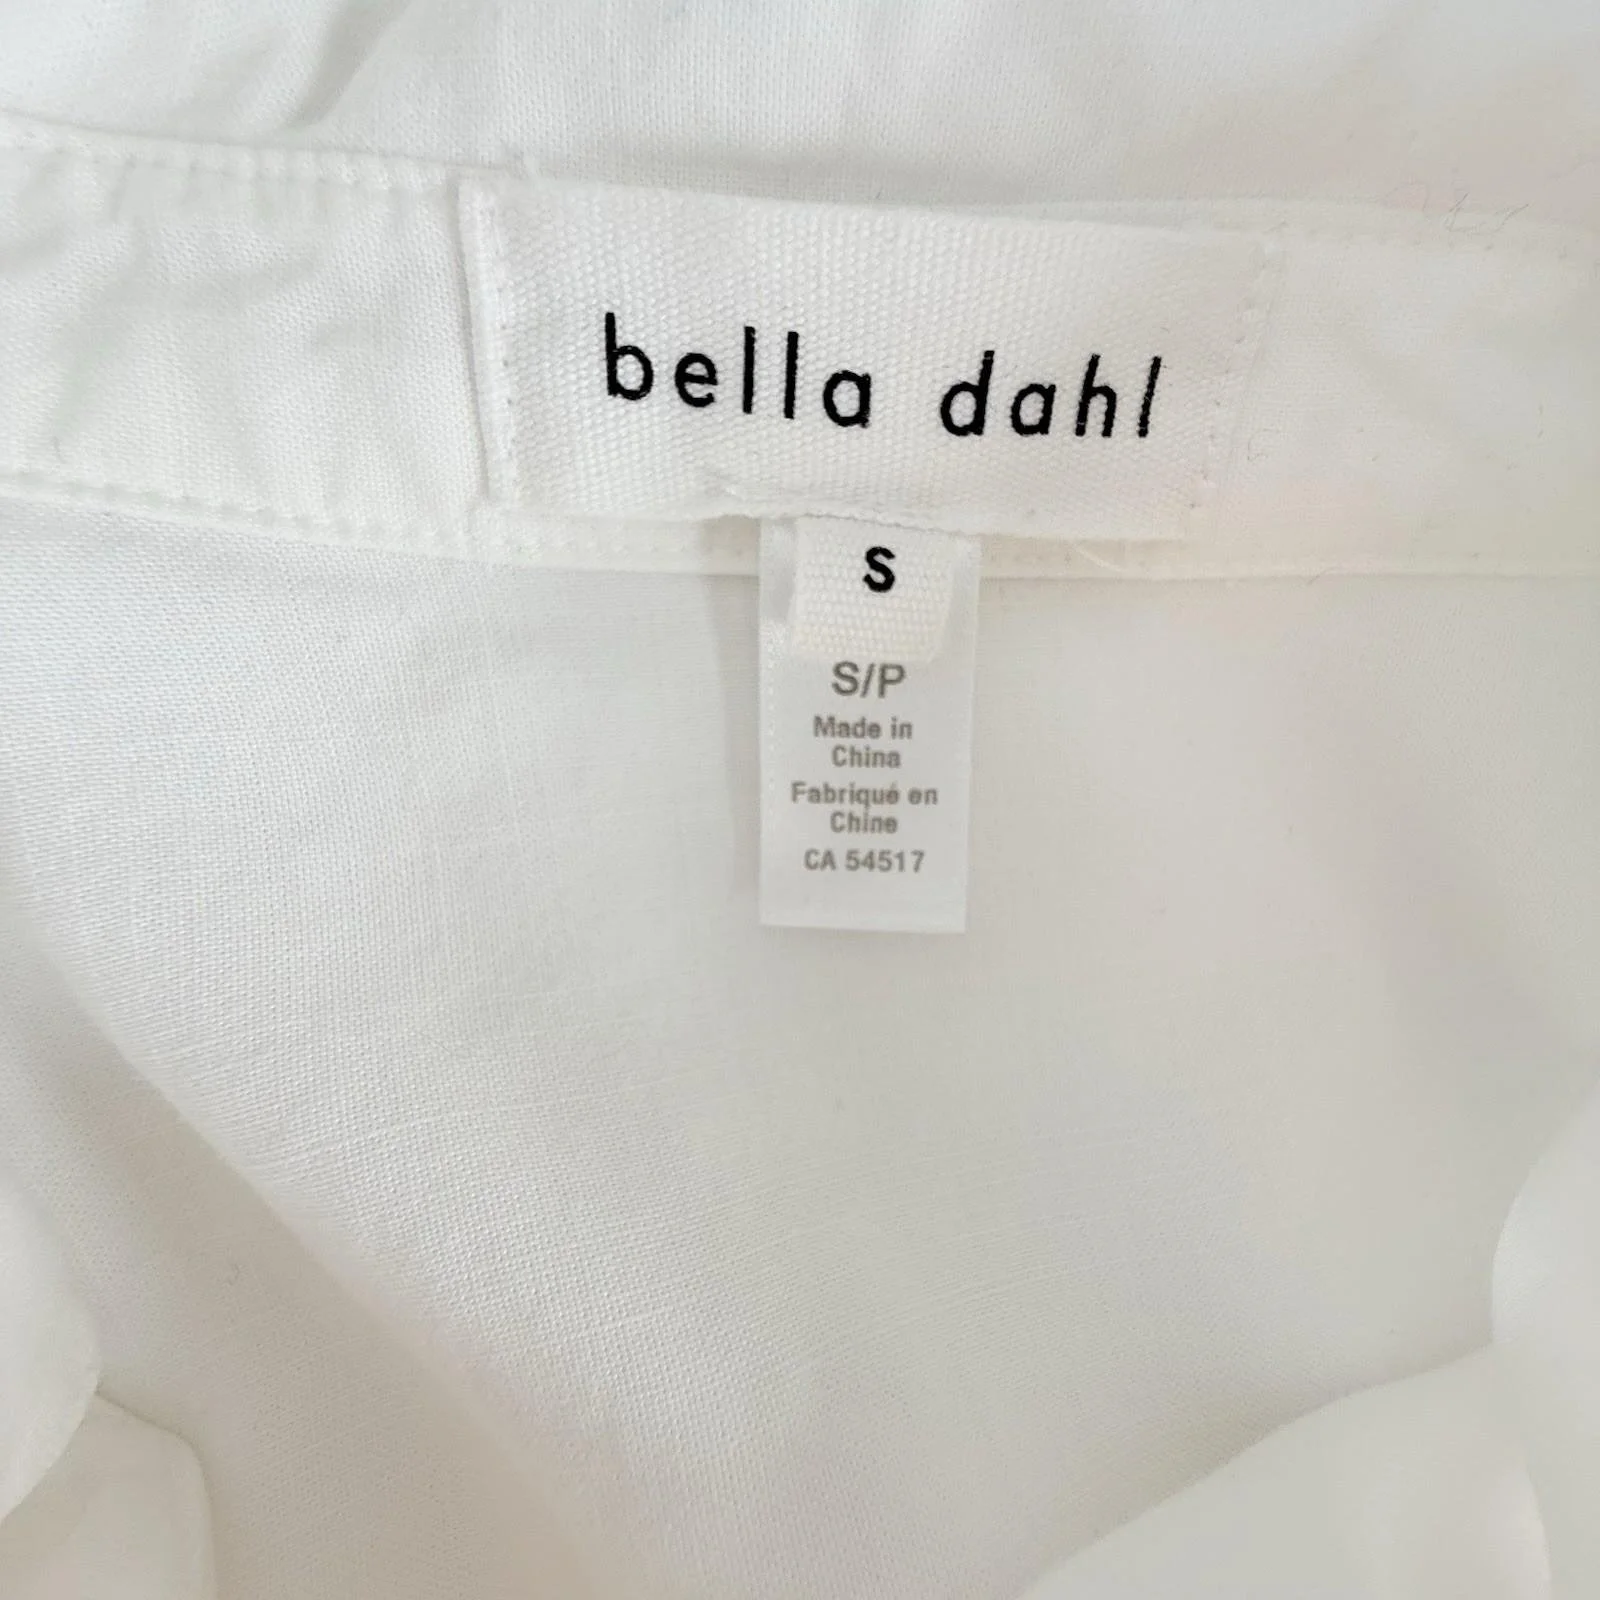 bella dahl
S
S/P
Made in
China
Fabriqué en
Chine
CA 54517